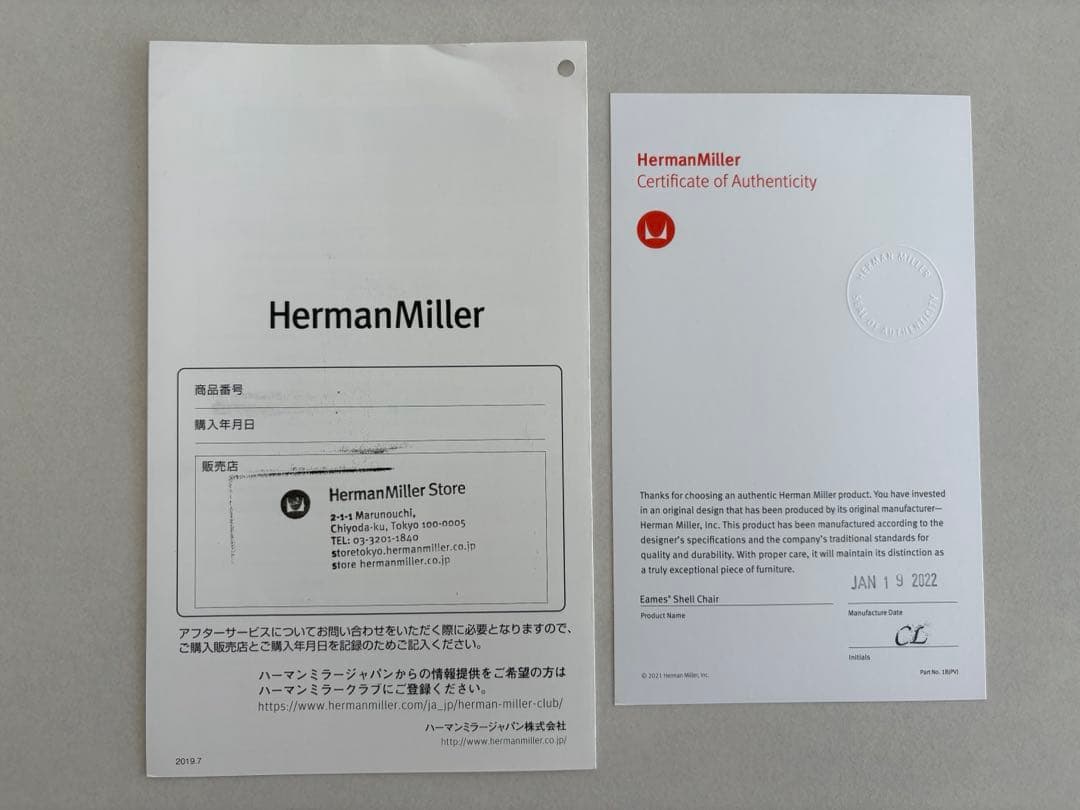 HermanMiller
商品番号
購入年月日
販売店
HermanMiller Store
2-1-1 Marunouchi,
Chiyoda-ku, Tokyo 100-0005
TEL: 03-3201-1840
storetokyo.hermanmiller.co.jp
store hermanmiller.co.jp
アフターサービスについてお問い合わせをいただく際に必要となりますので、
ご購入販売店とご購入年月日を記録のためご記入ください。
ハーマンミラージャパンからの情報提供をご希望の方は
ハーマンミラークラブにご登録ください。
https://www.hermanmiller.com/ja_jp/herman-miller-club/
ハーマンミラージャパン株式会社
http://www.hermanmiller.co.jp/
2019.7
HermanMiller
Certificate of Authenticity
HERMAN MILLER
SEAL OF AUTHENTICITY
Thanks for choosing an authentic Herman Miller product. You have invested
in an original design that has been produced by its original manufacturer—
Herman Miller, Inc. This product has been manufactured according to the
designer's specifications and the company's traditional standards for
quality and durability. With proper care, it will maintain its distinction as
a truly exceptional piece of furniture.
JAN 19 2022
Eames® Shell Chair
Product Name
Manufacture Date
CL
Initials
© 2021 Herman Miller, Inc.
Part No. 1BJPVJ